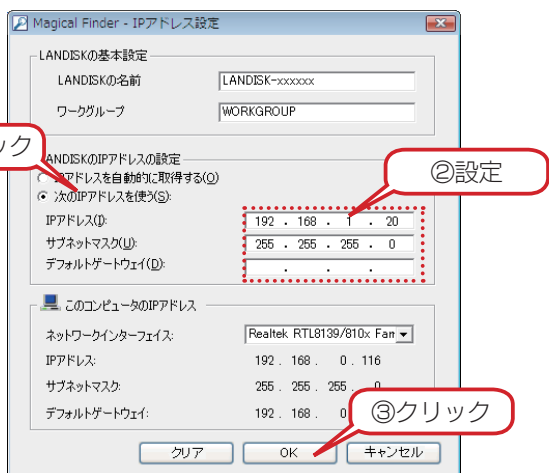 Magical Finder - IPアドレス設定
LANDISKの基本設定
LANDISKの名前 LANDISK-xxxxxx
ワークグループ WORKGROUP
ック
ANDISKのIPアドレスの設定
IPアドレスを自動的に取得する(O)
②設定
次のIPアドレスを使う(S):
IPアドレス(I): 192 . 168 . 1 . 20
サブネットマスク(U): 255 . 255 . 255 . 0
デフォルトゲートウェイ(D): . . .
このコンピュータのIPアドレス
ネットワークインターフェイス: Realtek RTL8139/810x Fam
IPアドレス: 192 . 168 . 0 . 116
サブネットマスク: 255 . 255 . 255 . 0
デフォルトゲートウェイ: 192 . 168 . 0
③クリック
クリア OK キャンセル